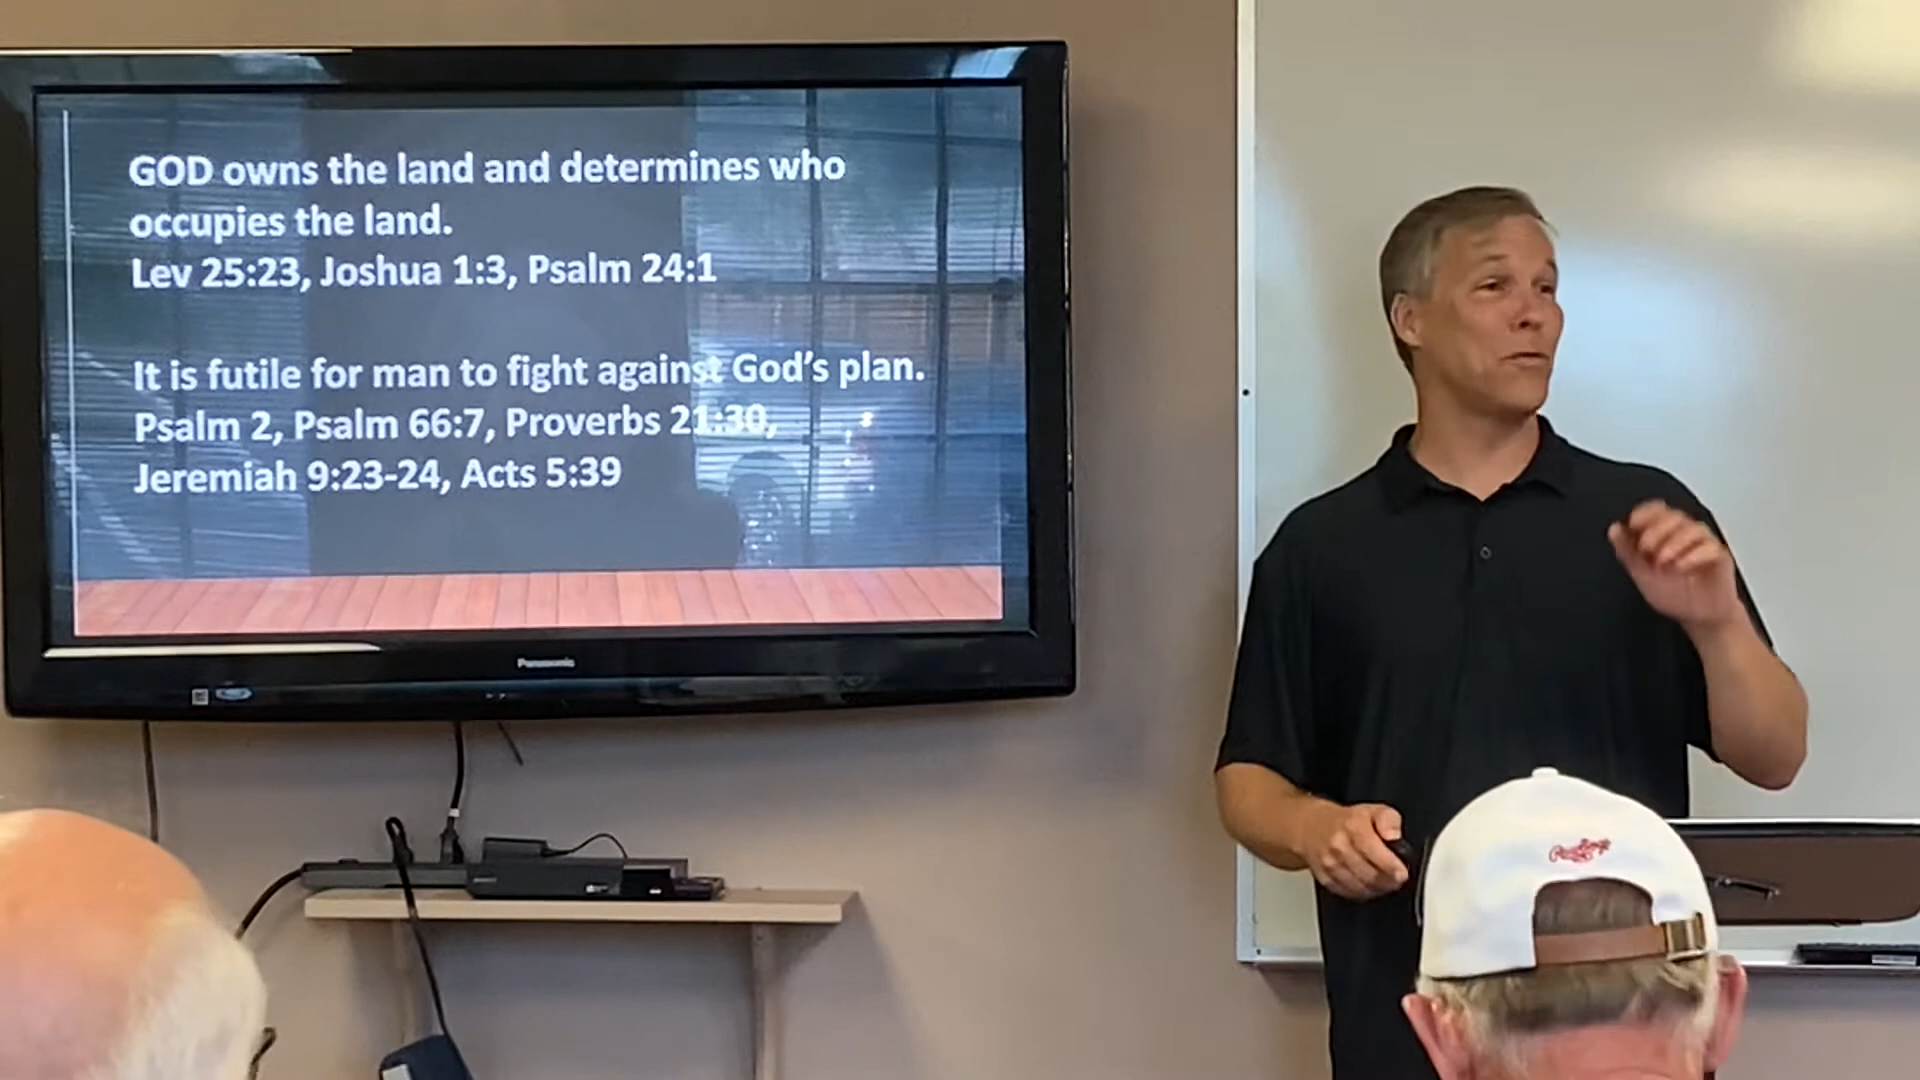 GOD owns the land and determines who
occupies the land.
Lev 25:23, Joshua 1:3, Psalm 24:1
It is futile for man to fight against God’s plan.
Psalm 2, Psalm 66:7, Proverbs 21:30,
Jeremiah 9:23-24, Acts 5:39
Panasonic
Rawlings